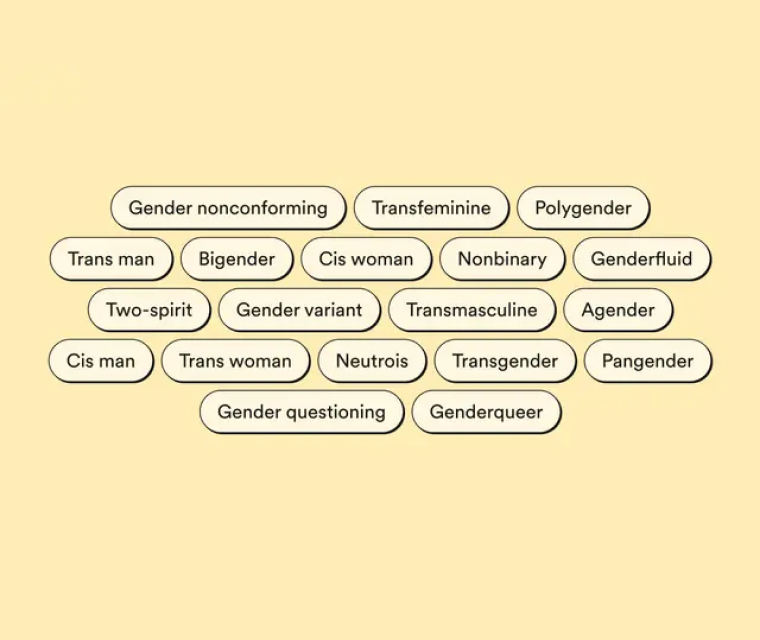 Gender nonconforming Transfeminine Polygender
Trans man Bigender Cis woman Nonbinary Genderfluid
Two-spirit Gender variant Transmasculine Agender
Cis man Trans woman Neutrois Transgender Pangender
Gender questioning Genderqueer